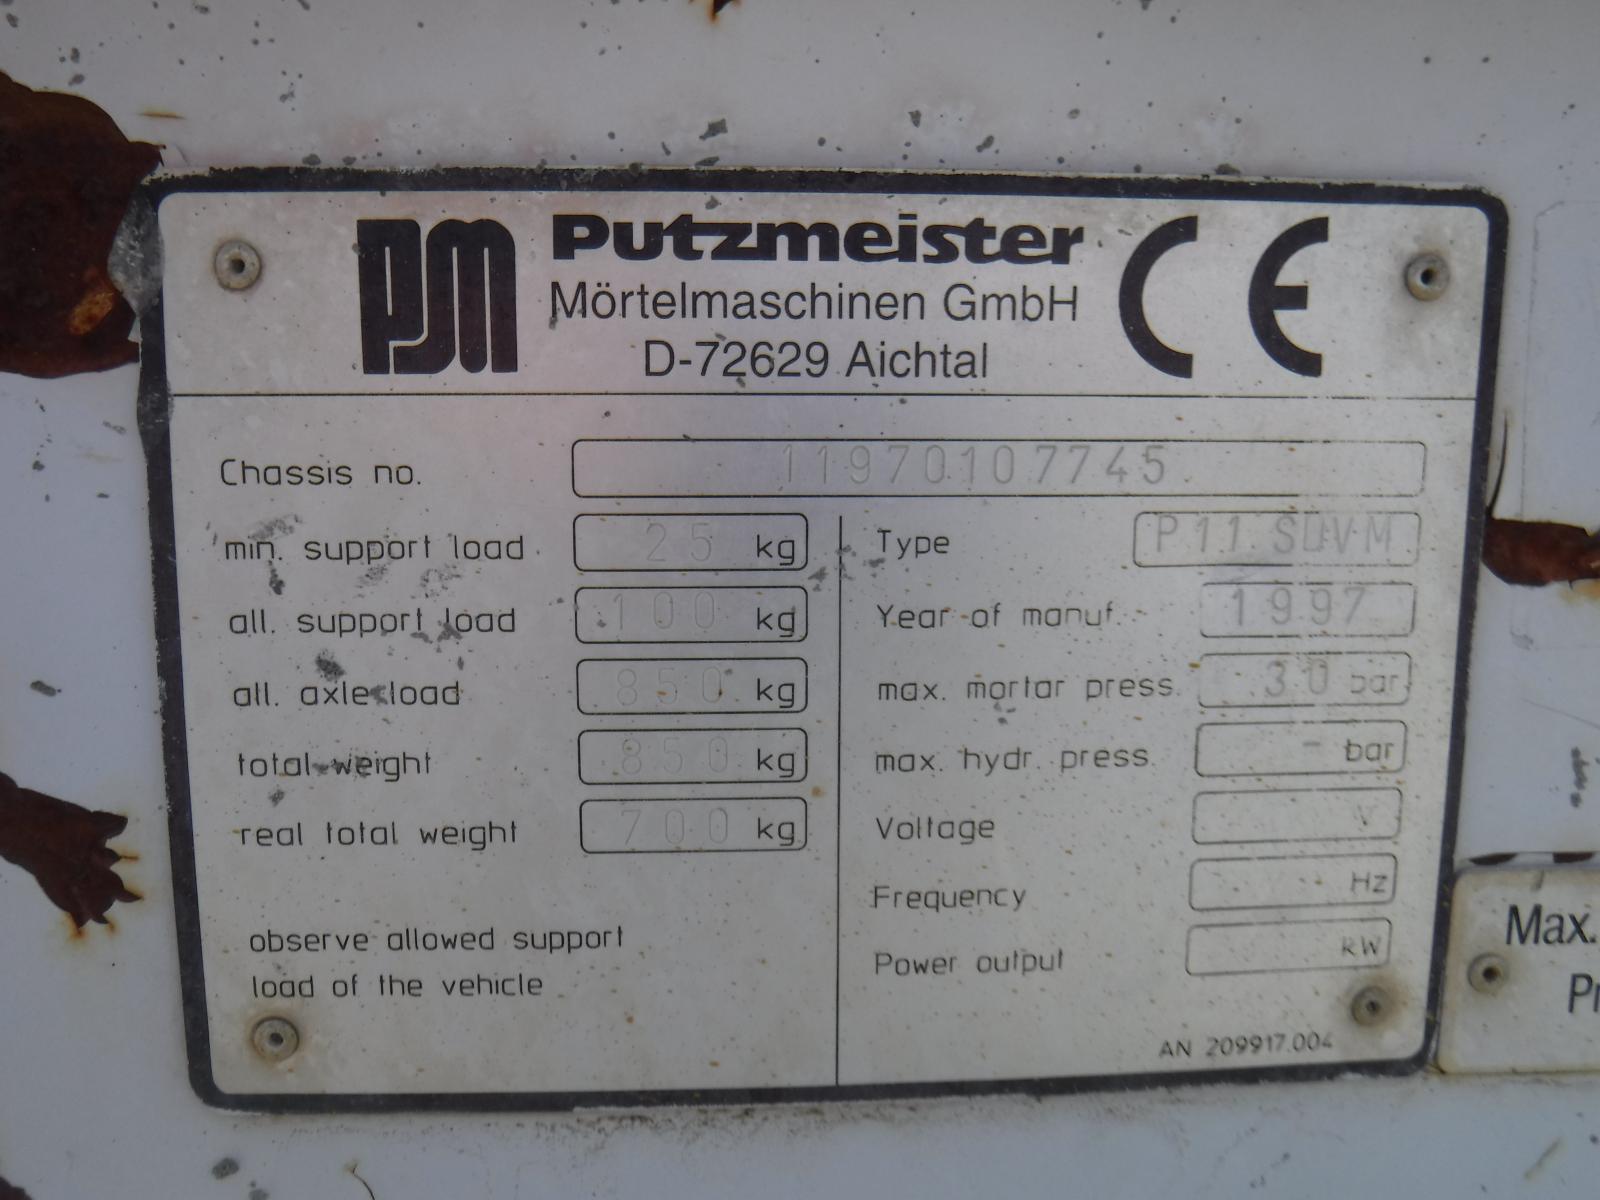 PM Putzmeister CE
Mörtelmaschinen GmbH
D-72629 Aichtal
Chassis no. 11970107745
min. support load 25 kg
all. support load 100 kg
all. axle load 850 kg
total weight 850 kg
real total weight 700 kg
observe allowed support
load of the vehicle
Type P11 SDVM
Year of manuf. 1997
max. mortar press. 30 bar
max. hydr. press. - bar
Voltage V
Frequency Hz
Power output kW
AN 209917.004
Max.
Pr